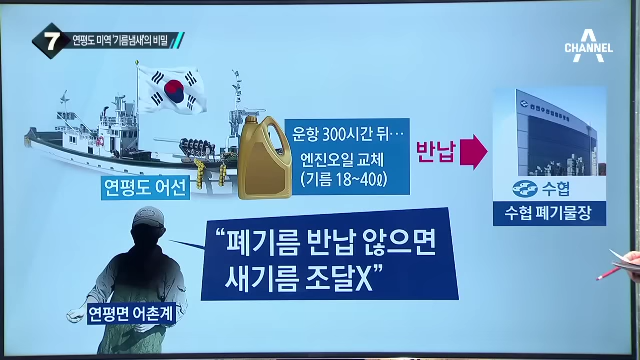 7 연평도 미역 '기름냄새'의 비밀
CHANNEL A
운항 300시간 뒤…
엔진오일 교체
(기름 18~40ℓ)
반납
연평도 어선
수협
수협 폐기물장
“폐기름 반납 않으면
새기름 조달X”
연평면 어촌계